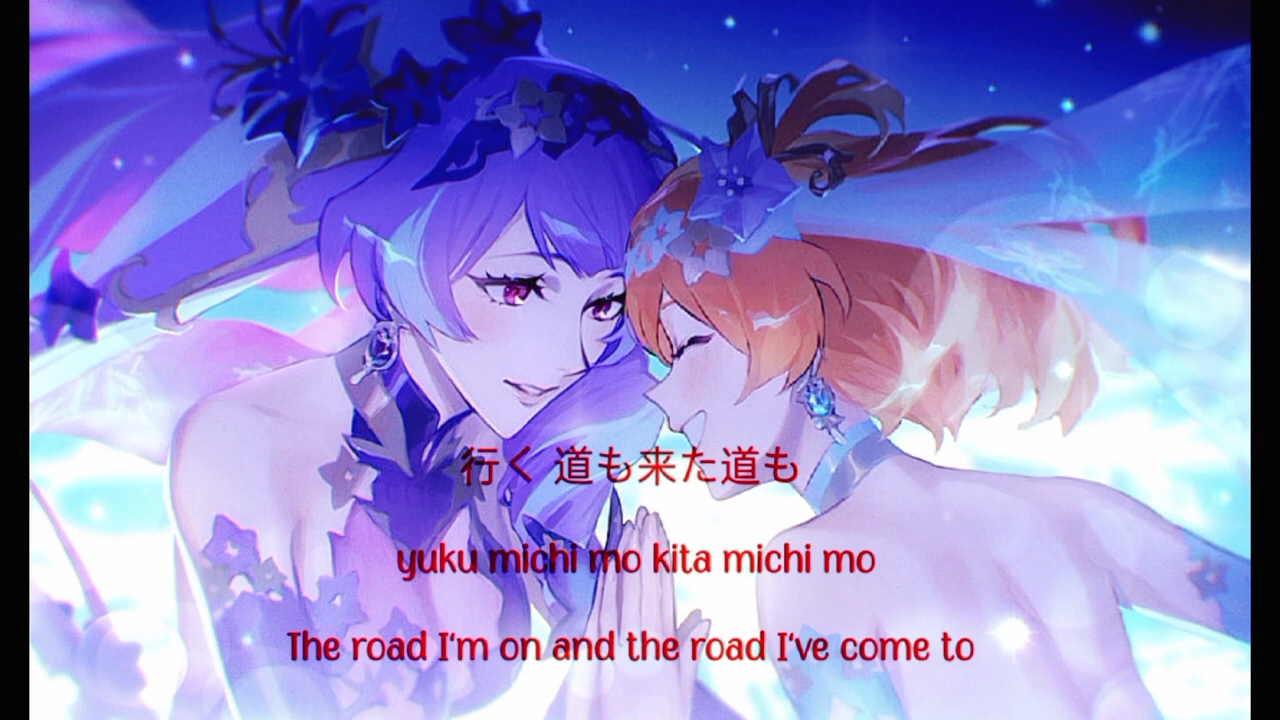 行く 道も来た道も
yuku michi mo kita michi mo
The road I've on and the road I've come to